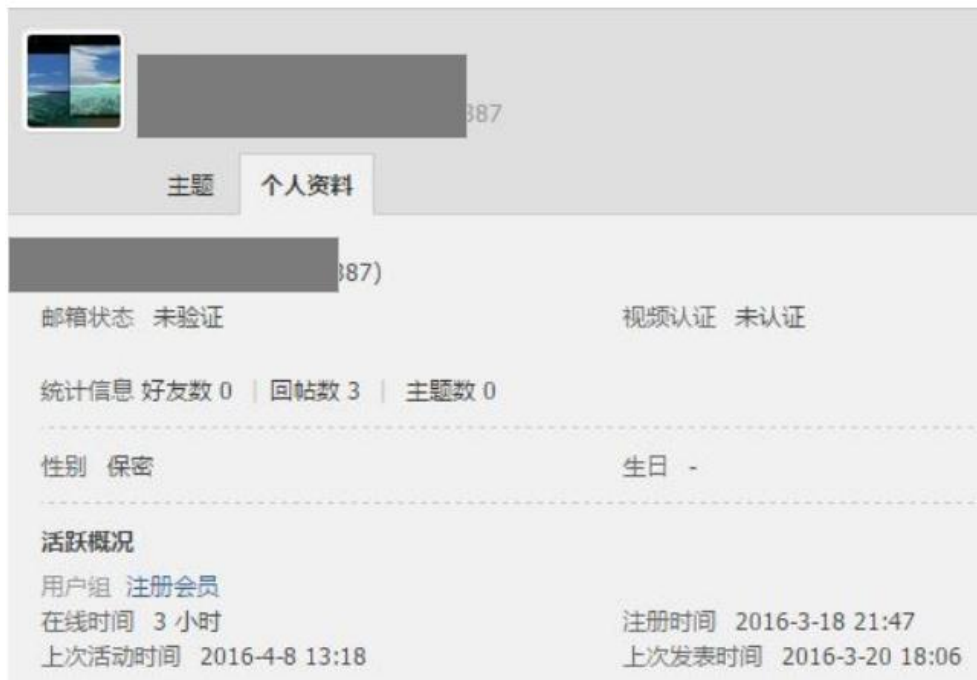 387
主题 个人资料
387)
邮箱状态 未验证 视频认证 未认证
统计信息 好友数 0 | 回帖数 3 | 主题数 0
性别 保密 生日 -
活跃概况
用户组 注册会员
在线时间 3 小时 注册时间 2016-3-18 21:47
上次活动时间 2016-4-8 13:18 上次发表时间 2016-3-20 18:06